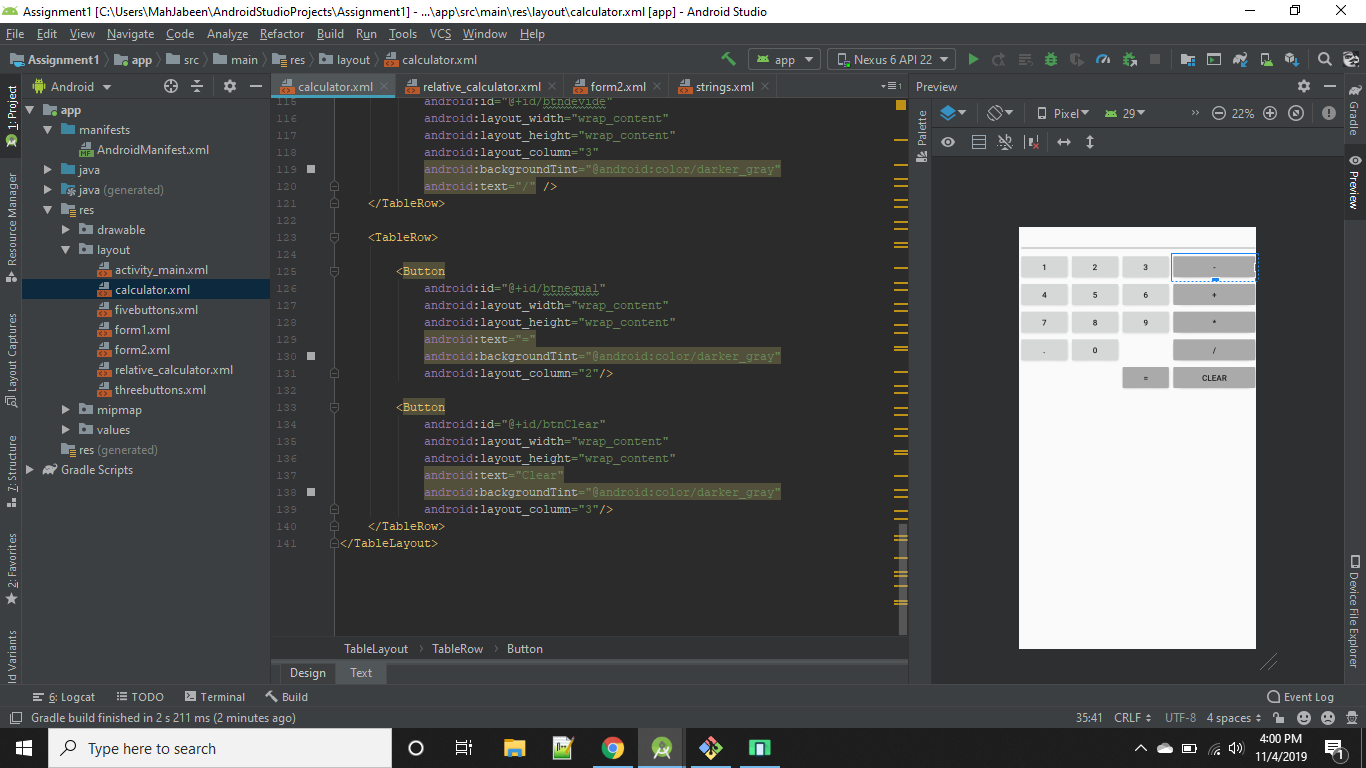 Assignment1 [C:\Users\MahJabeen\AndroidStudioProjects\Assignment1] - ...\app\src\main\res\layout\calculator.xml [app] - Android Studio
File Edit View Navigate Code Analyze Refactor Build Run Tools VCS Window Help
Assignment1 app src main res layout calculator.xml app Nexus 6 API 22
Android calculator.xml relative_calculator.xml form2.xml strings.xml 1 Preview
1: Project
Resource Manager
Layout Captures
7: Structure
2: Favorites
ld Variants
app
manifests
AndroidManifest.xml
java
java (generated)
res
drawable
layout
activity_main.xml
calculator.xml
fivebuttons.xml
form1.xml
form2.xml
relative_calculator.xml
threebuttons.xml
mipmap
values
res (generated)
Gradle Scripts
115 android:id="@+id/btndevide"
116 android:layout_width="wrap_content"
117 android:layout_height="wrap_content"
118 android:layout_column="3"
119 android:backgroundTint="@android:color/darker_gray"
120 android:text="/" />
121 </TableRow>
122
123 <TableRow>
124
125 <Button
126 android:id="@+id/btnequal"
127 android:layout_width="wrap_content"
128 android:layout_height="wrap_content"
129 android:text="="
130 android:backgroundTint="@android:color/darker_gray"
131 android:layout_column="2"/>
132
133 <Button
134 android:id="@+id/btnClear"
135 android:layout_width="wrap_content"
136 android:layout_height="wrap_content"
137 android:text="Clear"
138 android:backgroundTint="@android:color/darker_gray"
139 android:layout_column="3"/>
140 </TableRow>
141 </TableLayout>
TableLayout TableRow Button
Design Text
Palette
Pixel 29 22%
1 2 3 -
4 5 6 +
7 8 9 *
. 0 /
= CLEAR
Gradle
Preview
Device File Explorer
6: Logcat TODO Terminal Build Event Log
Gradle build finished in 2 s 211 ms (2 minutes ago) 35:41 CRLF UTF-8 4 spaces
Type here to search
4:00 PM
11/4/2019
1